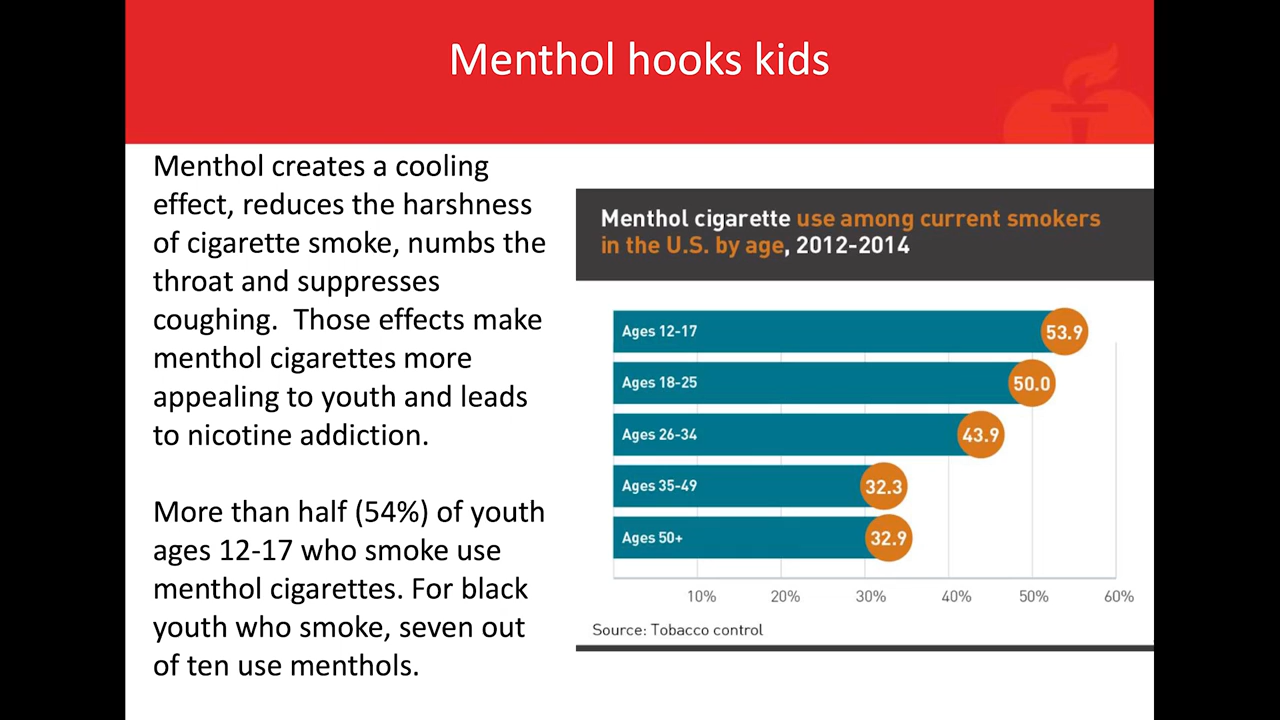 Menthol hooks kids
Menthol creates a cooling
effect, reduces the harshness
of cigarette smoke, numbs the
throat and suppresses
coughing.  Those effects make
menthol cigarettes more
appealing to youth and leads
to nicotine addiction.
More than half (54%) of youth
ages 12-17 who smoke use
menthol cigarettes. For black
youth who smoke, seven out
of ten use menthols.
Menthol cigarette use among current smokers
in the U.S. by age, 2012-2014
Ages 12-17 53.9
Ages 18-25 50.0
Ages 26-34 43.9
Ages 35-49 32.3
Ages 50+ 32.9
10% 20% 30% 40% 50% 60%
Source: Tobacco control